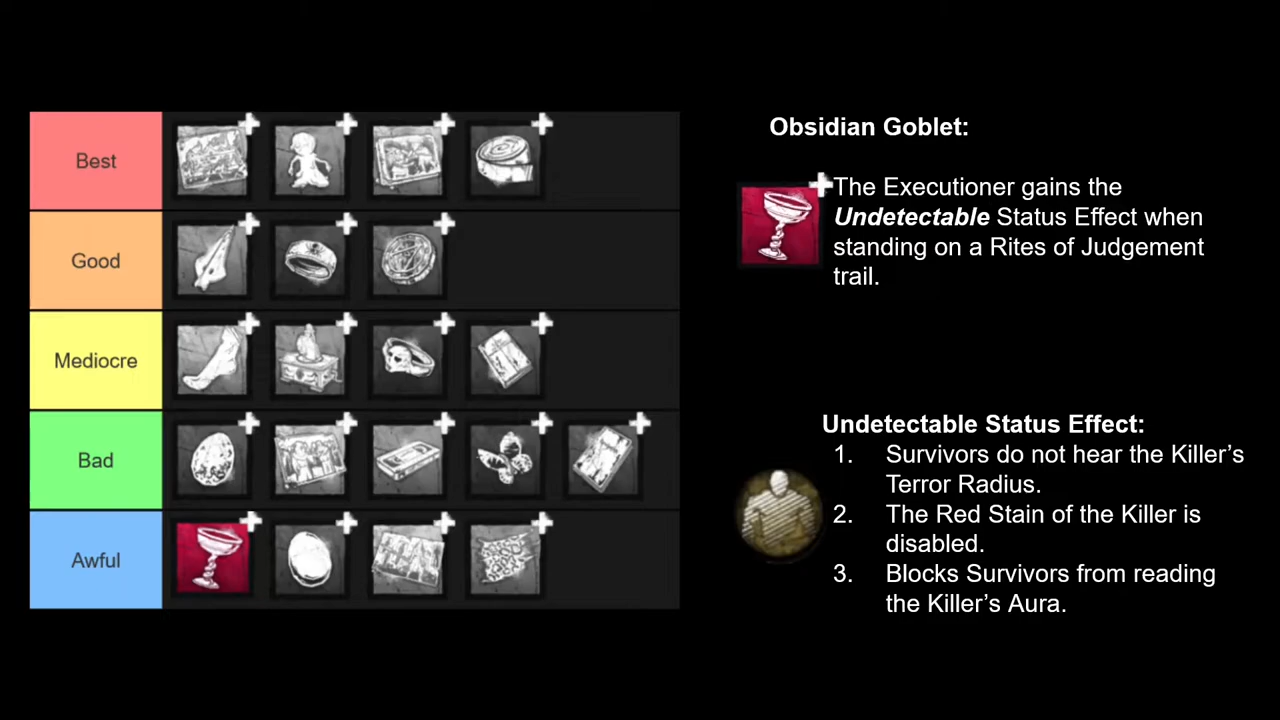 Best
Good
Mediocre
Bad
Awful
Obsidian Goblet:
The Executioner gains the
Undetectable Status Effect when
standing on a Rites of Judgement
trail.
Undetectable Status Effect:
1. Survivors do not hear the Killer's
Terror Radius.
2. The Red Stain of the Killer is
disabled.
3. Blocks Survivors from reading
the Killer's Aura.